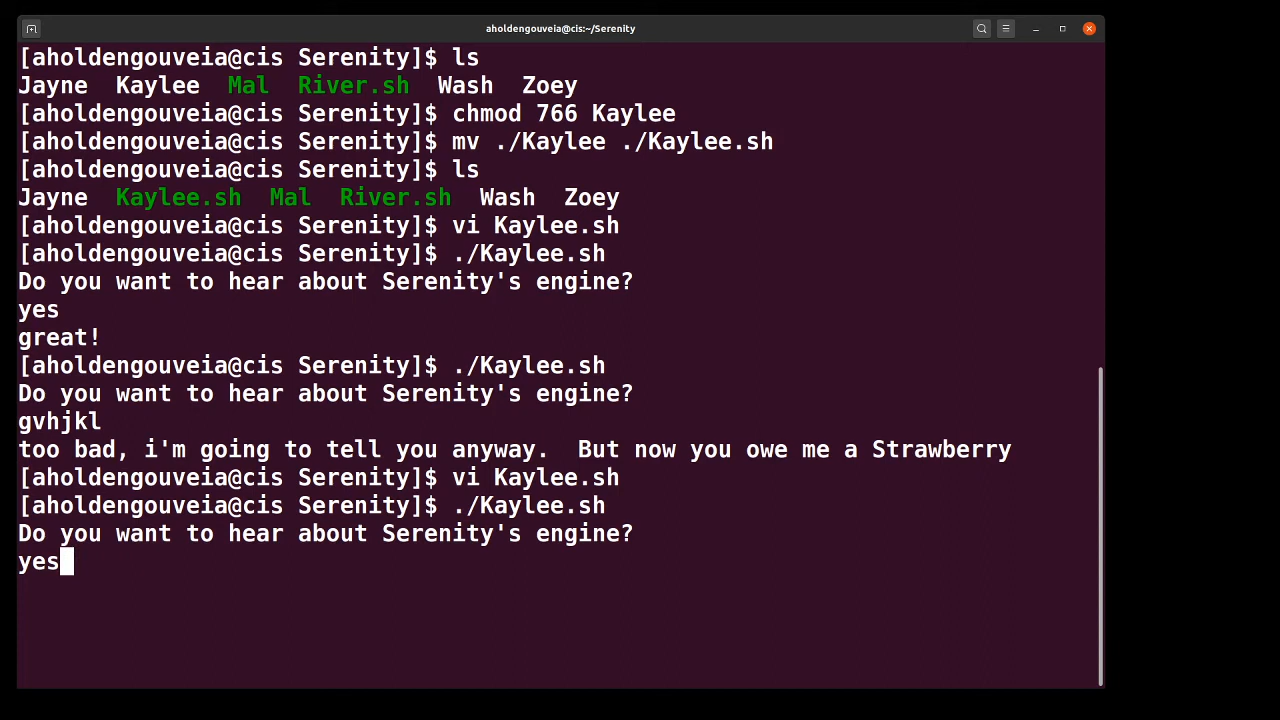 aholdengouveia@cis:~/Serenity
[aholdengouveia@cis Serenity]$ ls
Jayne  Kaylee  Mal  River.sh  Wash  Zoey
[aholdengouveia@cis Serenity]$ chmod 766 Kaylee
[aholdengouveia@cis Serenity]$ mv ./Kaylee ./Kaylee.sh
[aholdengouveia@cis Serenity]$ ls
Jayne  Kaylee.sh  Mal  River.sh  Wash  Zoey
[aholdengouveia@cis Serenity]$ vi Kaylee.sh
[aholdengouveia@cis Serenity]$ ./Kaylee.sh
Do you want to hear about Serenity's engine?
yes
great!
[aholdengouveia@cis Serenity]$ ./Kaylee.sh
Do you want to hear about Serenity's engine?
gvhjkl
too bad, i'm going to tell you anyway.  But now you owe me a Strawberry
[aholdengouveia@cis Serenity]$ vi Kaylee.sh
[aholdengouveia@cis Serenity]$ ./Kaylee.sh
Do you want to hear about Serenity's engine?
yes